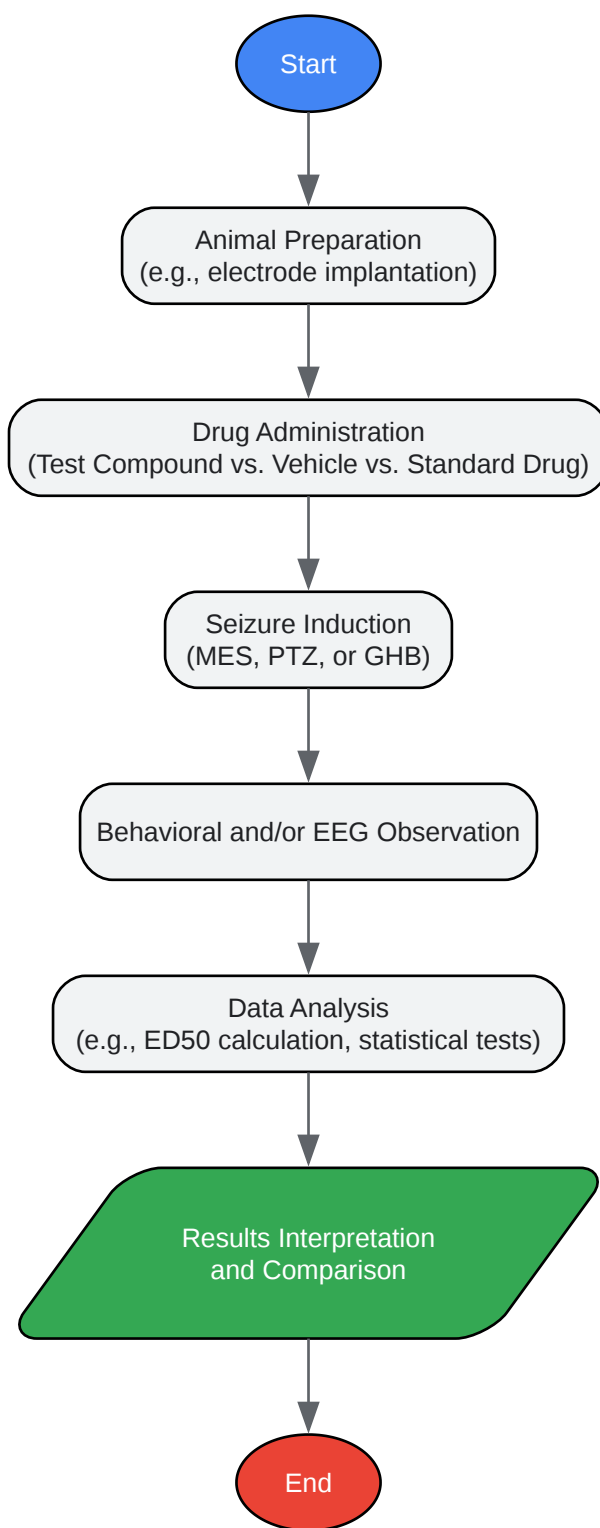 Start
Animal Preparation
(e.g., electrode implantation)
Drug Administration
(Test Compound vs. Vehicle vs. Standard Drug)
Seizure Induction
(MES, PTZ, or GHB)
Behavioral and/or EEG Observation
Data Analysis
(e.g., ED50 calculation, statistical tests)
Results Interpretation
and Comparison
End